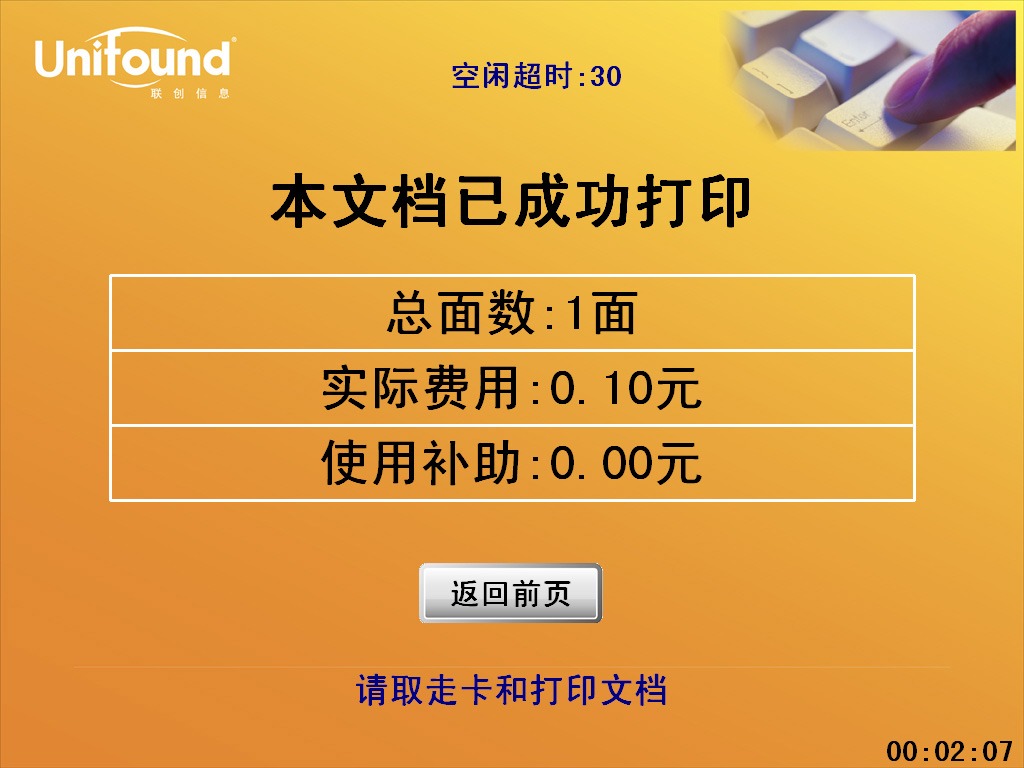 Unifound
联创信息
空闲超时:30
Enter
本文档已成功打印
总面数:1面
实际费用:0.10元
使用补助:0.00元
返回前页
请取走卡和打印文档
00:02:07